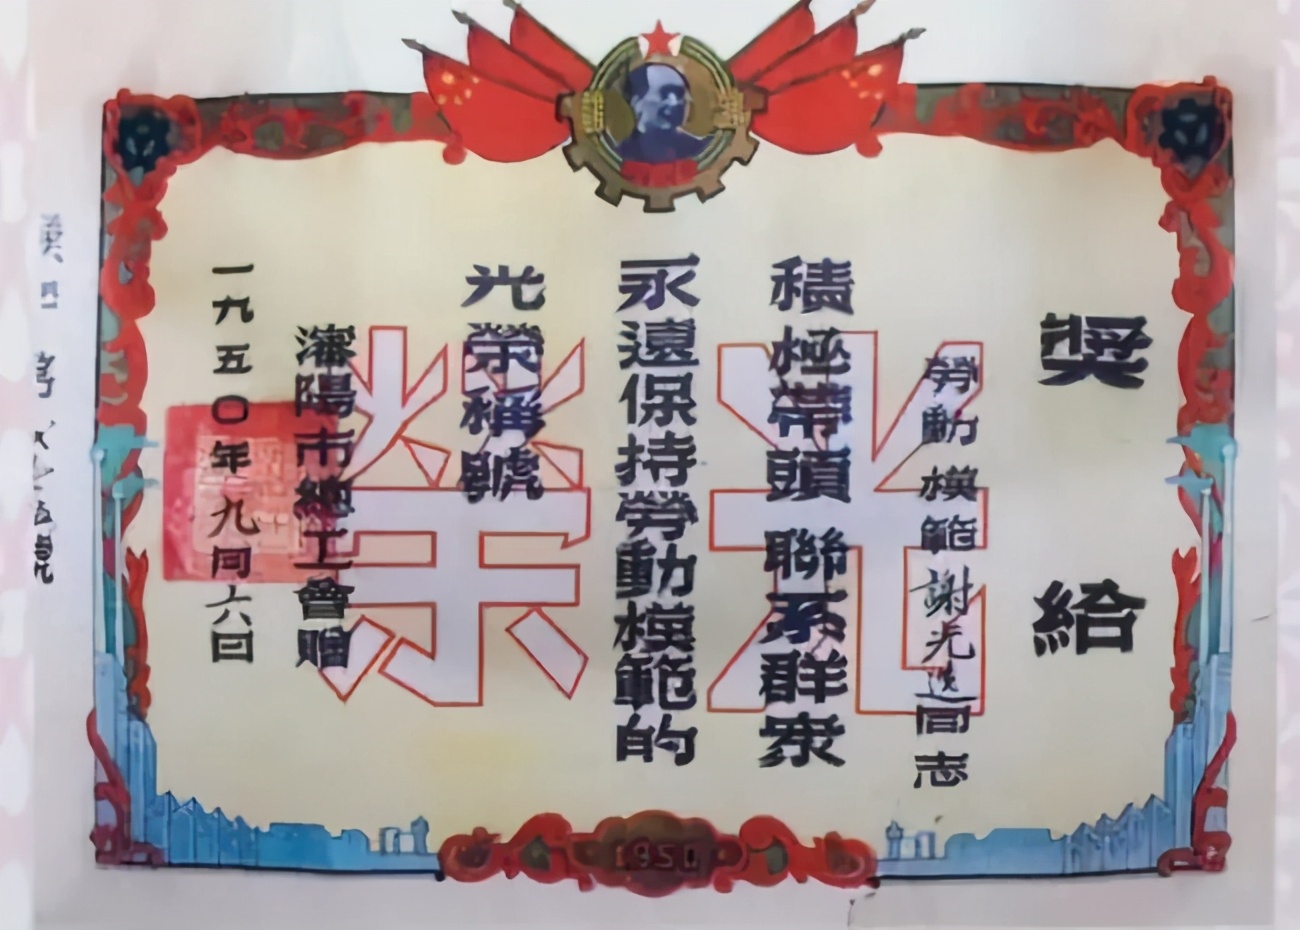 獎給
勞動模範謝光
同志
積極帶頭 聯系群衆
永遠保持勞動模範的
光榮稱號
瀋陽市總工會贈
一九五〇年九月六日
光榮
1950